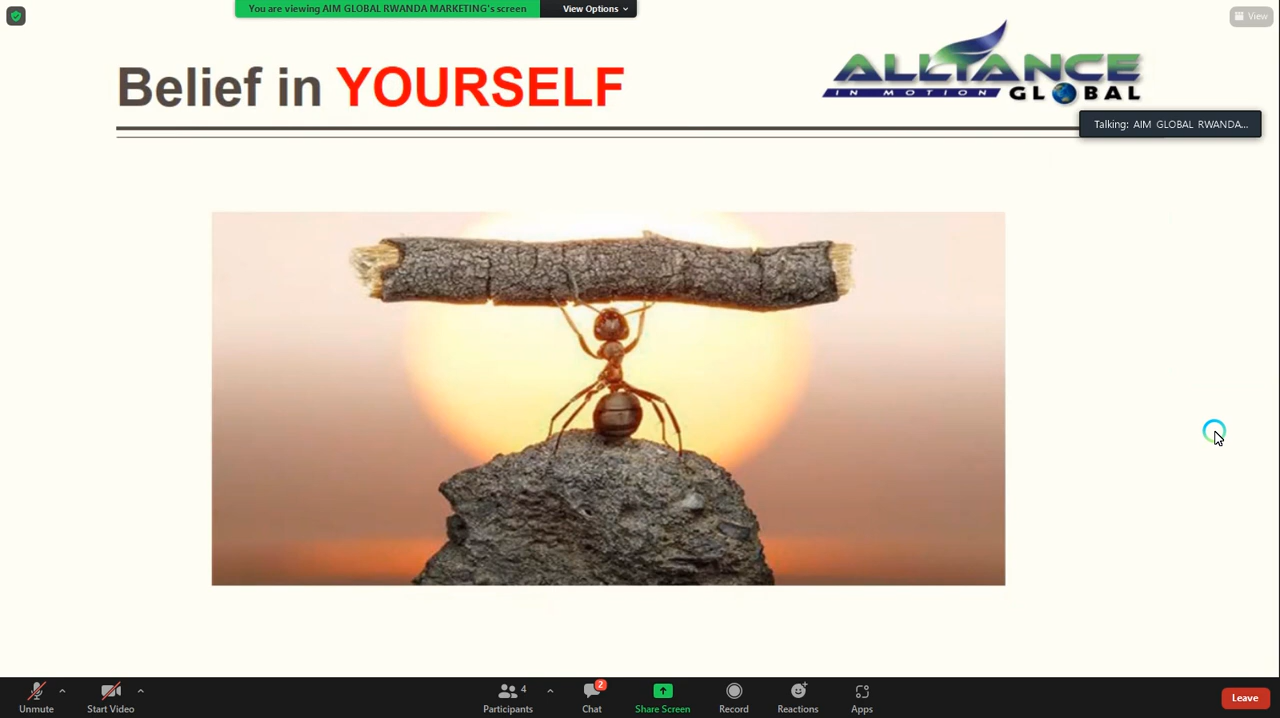 You are viewing AIM GLOBAL RWANDA MARKETING's screen
View Options
View
Belief in YOURSELF
ALLIANCE
IN MOTION GLOBAL
Talking: AIM GLOBAL RWANDA...
4
2
Unmute
Start Video
Participants
Chat
Share Screen
Record
Reactions
Apps
Leave